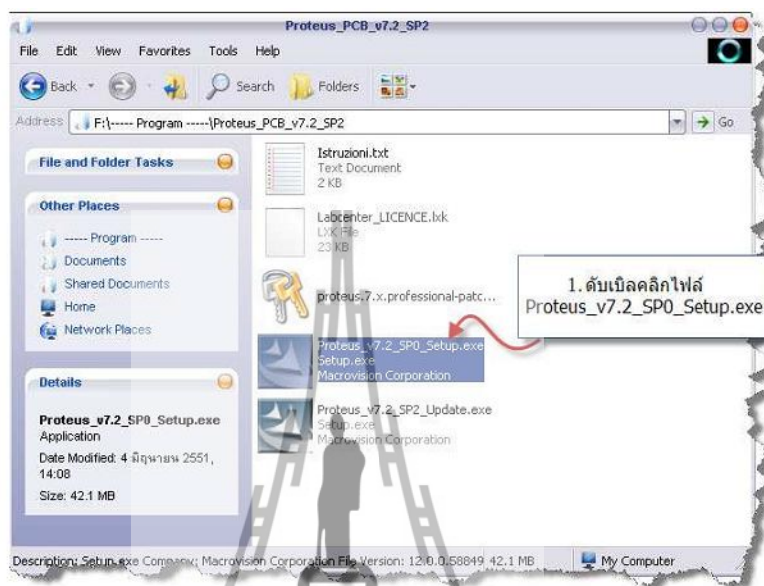 Proteus_PCB_v7.2_SP2
File Edit View Favorites Tools Help
Back Search Folders
Address F:\----- Program -----\Proteus_PCB_v7.2_SP2 Go
File and Folder Tasks
Other Places
----- Program -----
Documents
Shared Documents
Home
Network Places
Details
Proteus_v7.2_SP0_Setup.exe
Application
Date Modified: 4 มิถุนายน 2551,
14:08
Size: 42.1 MB
Istruzioni.txt
Text Document
2 KB
Labcenter_LICENCE.lxk
LXK File
23 KB
proteus.7.x.professional-patc...
Proteus_v7.2_SP0_Setup.exe
Setup.exe
Macrovision Corporation
Proteus_v7.2_SP2_Update.exe
Setup.exe
Macrovision Corporation
1. ดับเบิลคลิกไฟล์
Proteus_v7.2_SP0_Setup.exe
Description: Setup.exe Company: Macrovision Corporation File Version: 12.0.0.58849 42.1 MB My Computer